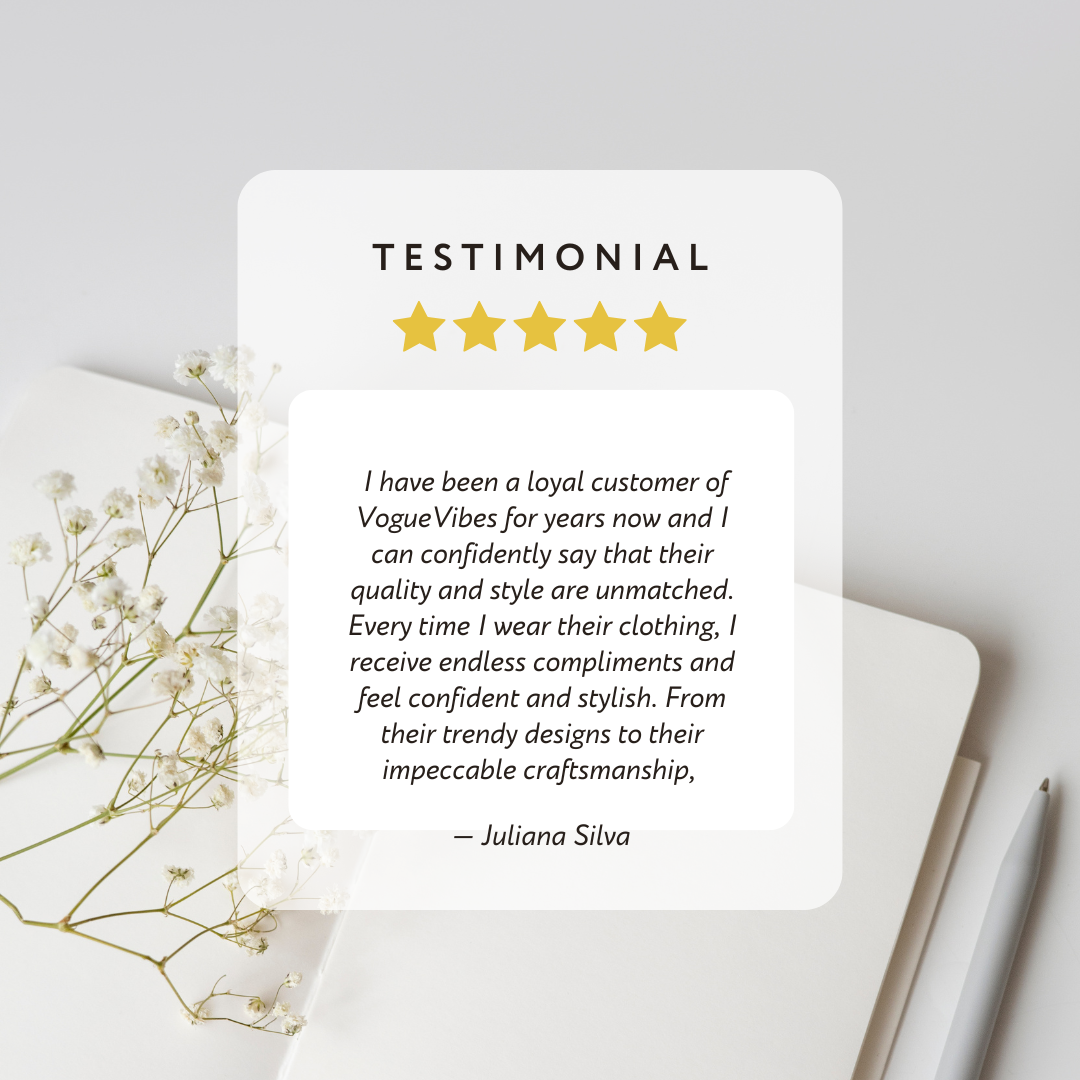 TESTIMONIAL
I have been a loyal customer of
VogueVibes for years now and I
can confidently say that their
quality and style are unmatched.
Every time I wear their clothing, I
receive endless compliments and
feel confident and stylish. From
their trendy designs to their
impeccable craftsmanship,
— Juliana Silva